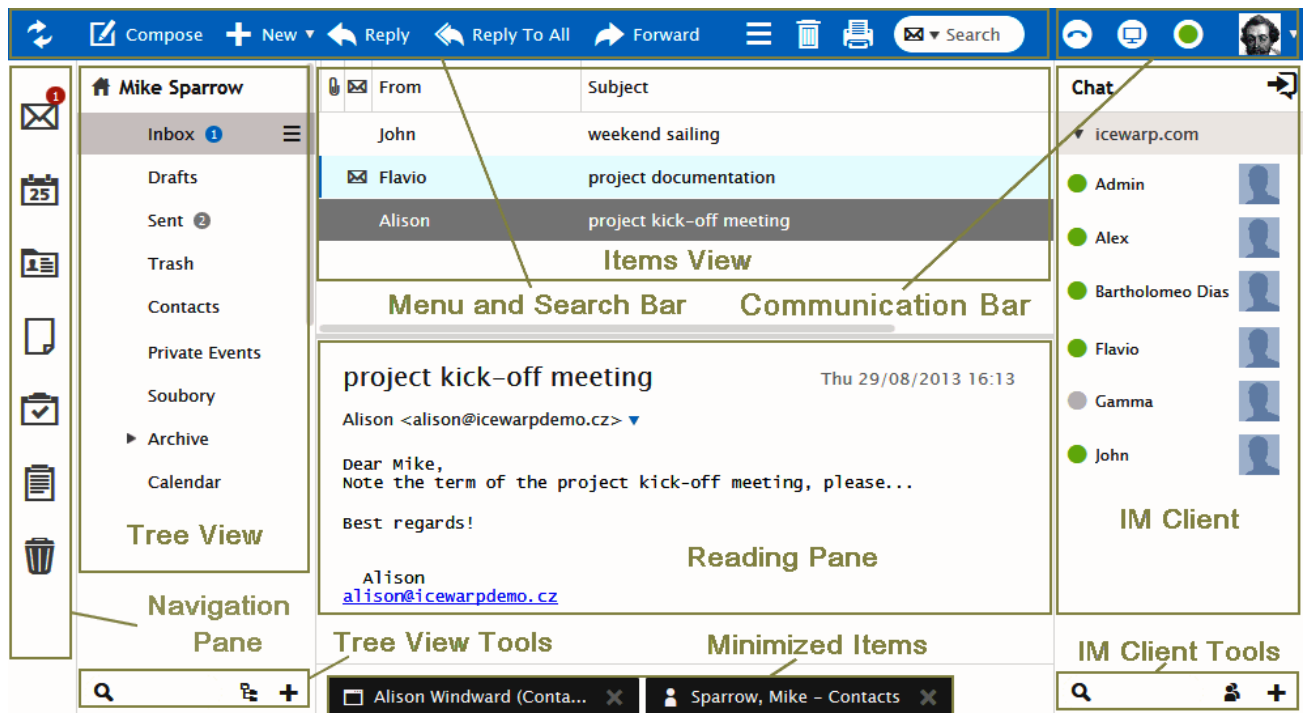 Compose New Reply Reply To All Forward Search
1
25
Mike Sparrow
Inbox 1
Drafts
Sent 2
Trash
Contacts
Private Events
Soubory
Archive
Calendar
Tree View
Navigation
Pane
From Subject
John weekend sailing
Flavio project documentation
Alison project kick-off meeting
Items View
Menu and Search Bar
Communication Bar
project kick-off meeting Thu 29/08/2013 16:13
Alison <alison@icewarpdemo.cz>
Dear Mike,
Note the term of the project kick-off meeting, please...
Best regards!
Alison
alison@icewarpdemo.cz
Reading Pane
Chat
icewarp.com
Admin
Alex
Bartholomeo Dias
Flavio
Gamma
John
IM Client
Tree View Tools
Minimized Items
IM Client Tools
Alison Windward (Conta...
Sparrow, Mike – Contacts